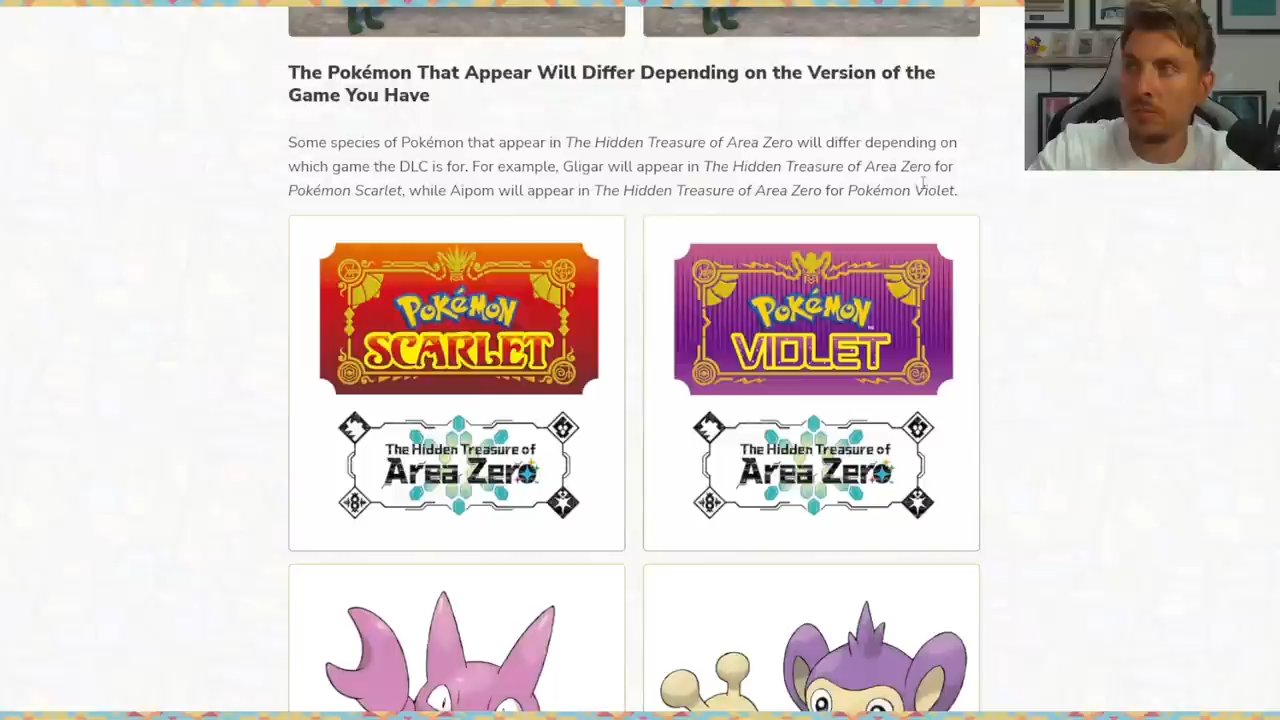 The Pokémon That Appear Will Differ Depending on the Version of the
Game You Have
Some species of Pokémon that appear in The Hidden Treasure of Area Zero will differ depending on
which game the DLC is for. For example, Gligar will appear in The Hidden Treasure of Area Zero for
Pokémon Scarlet, while Aipom will appear in The Hidden Treasure of Area Zero for Pokémon Violet.
POKéMON
SCARLET
The Hidden Treasure of
Area Zero
POKéMON
VIOLET
The Hidden Treasure of
Area Zero